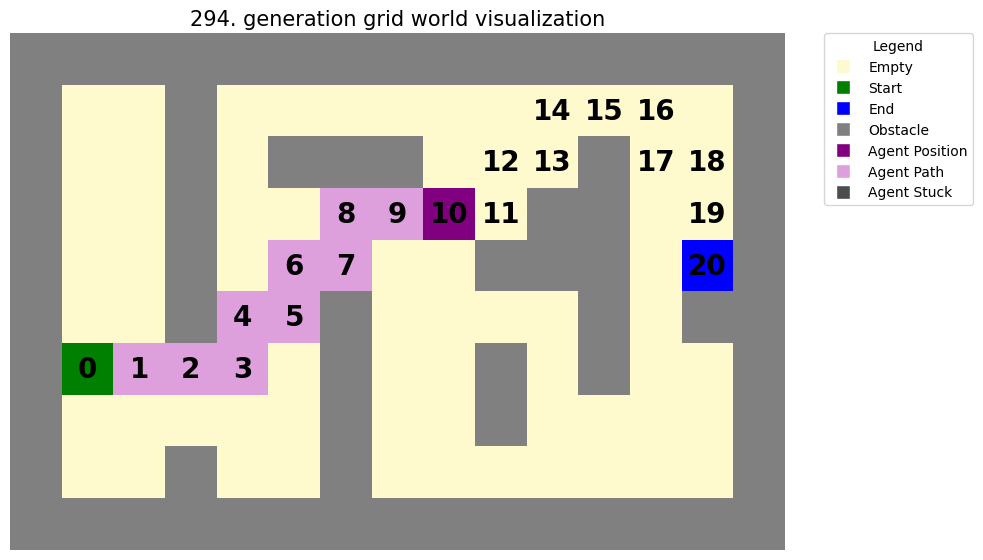 294. generation grid world visualization
14 15 16
12 13 17 18
8 9 10 11 19
6 7 20
4 5
0 1 2 3
Legend
Empty
Start
End
Obstacle
Agent Position
Agent Path
Agent Stuck